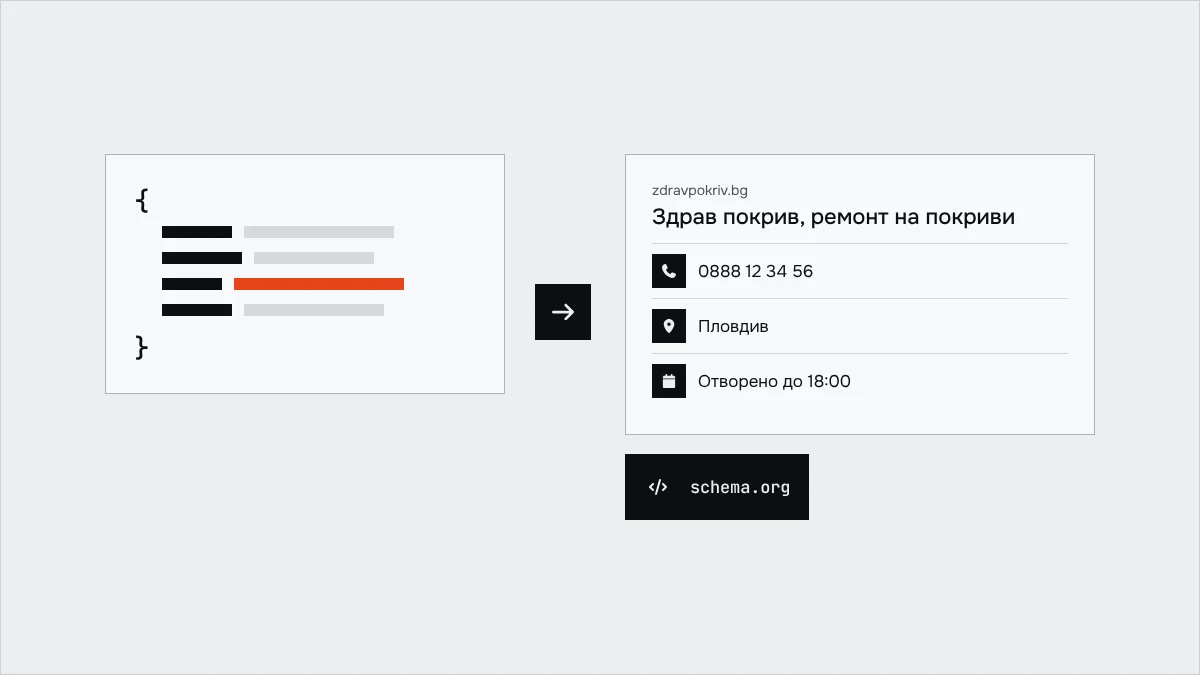 {
}
zdravpokriv.bg
Здрав покрив, ремонт на покриви
0888 12 34 56
Пловдив
Отворено до 18:00
</> schema.org